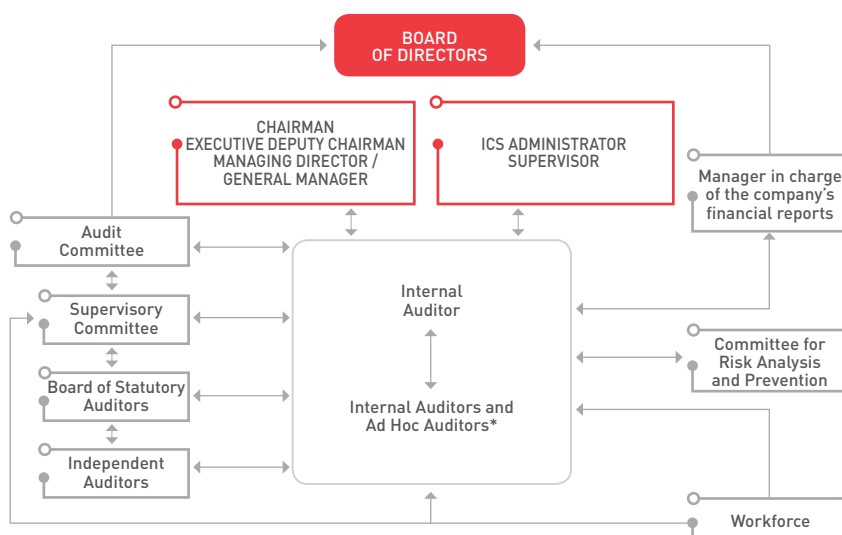 BOARD
OF DIRECTORS
CHAIRMAN
EXECUTIVE DEPUTY CHAIRMAN
MANAGING DIRECTOR /
GENERAL MANAGER
ICS ADMINISTRATOR
SUPERVISOR
Manager in charge
of the company's
financial reports
Audit
Committee
Supervisory
Committee
Board of Statutory
Auditors
Independent
Auditors
Internal
Auditor
Internal Auditors and
Ad Hoc Auditors*
Committee for
Risk Analysis
and Prevention
Workforce